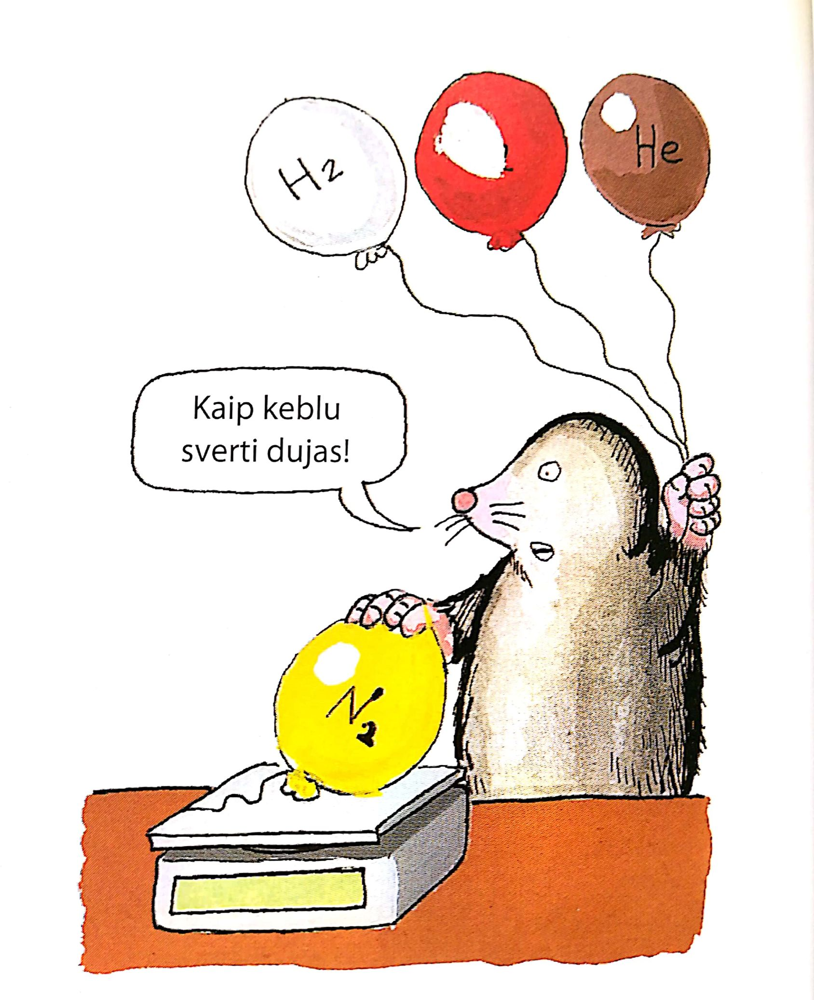 H2
He
Kaip keblu
sverti dujas!
N2